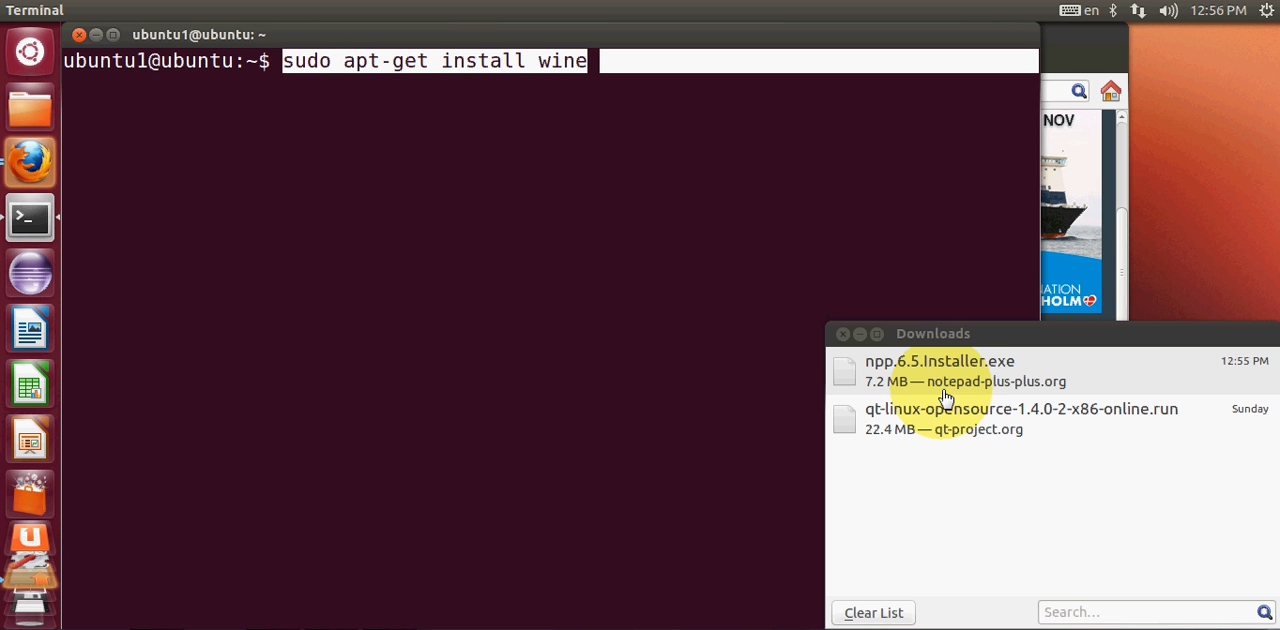 Terminal
en
12:56 PM
ubuntu1@ubuntu: ~
ubuntu1@ubuntu:~$ sudo apt-get install wine
NOV
NATION
HOLM
Downloads
npp.6.5.Installer.exe
12:55 PM
7.2 MB — notepad-plus-plus.org
qt-linux-opensource-1.4.0-2-x86-online.run
Sunday
22.4 MB — qt-project.org
Clear List
Search...